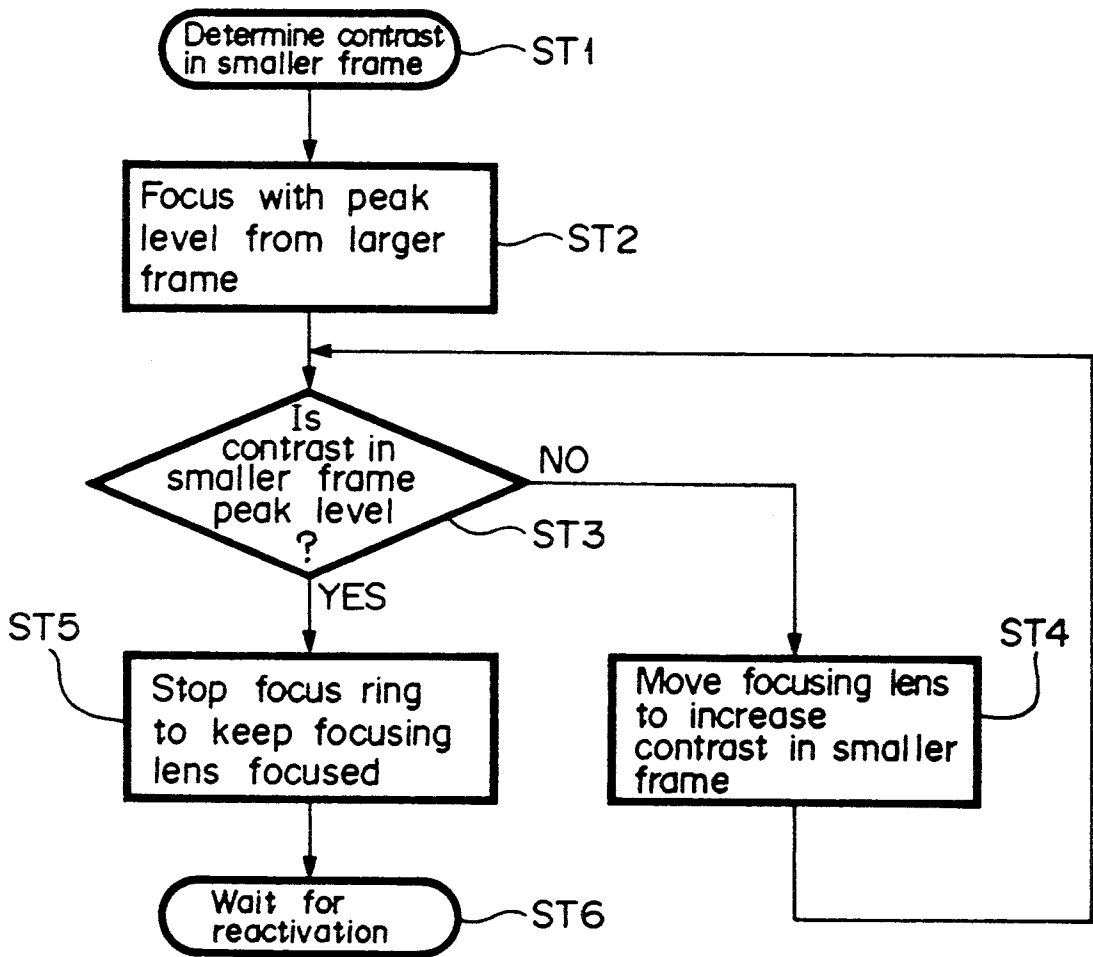 Determine contrast
in smaller frame
ST1
Focus with peak
level from larger
frame
ST2
Is
contrast in
smaller frame
peak level
?
NO
ST3
YES
ST5
ST4
Stop focus ring
to keep focusing
lens focused
Move focusing lens
to increase
contrast in smaller
frame
Wait for
reactivation
ST6